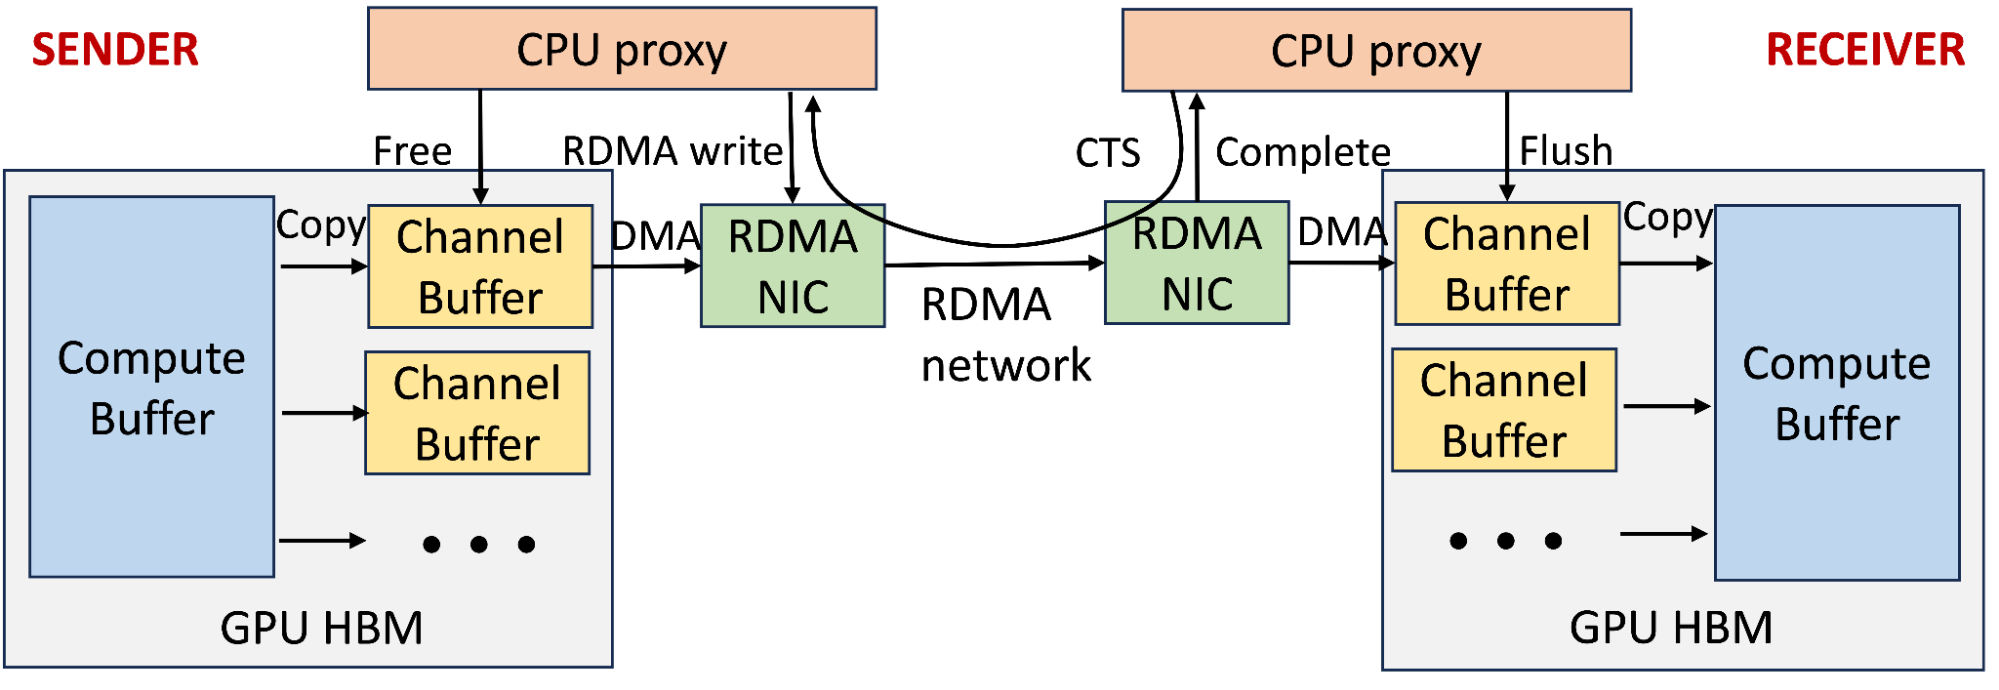 SENDER
CPU proxy
CPU proxy
RECEIVER
Free
RDMA write
CTS
Complete
Flush
Copy
Channel
Buffer
DMA
RDMA
NIC
RDMA
NIC
DMA
Channel
Buffer
Copy
RDMA
network
Compute
Buffer
Channel
Buffer
Channel
Buffer
Compute
Buffer
GPU HBM
GPU HBM